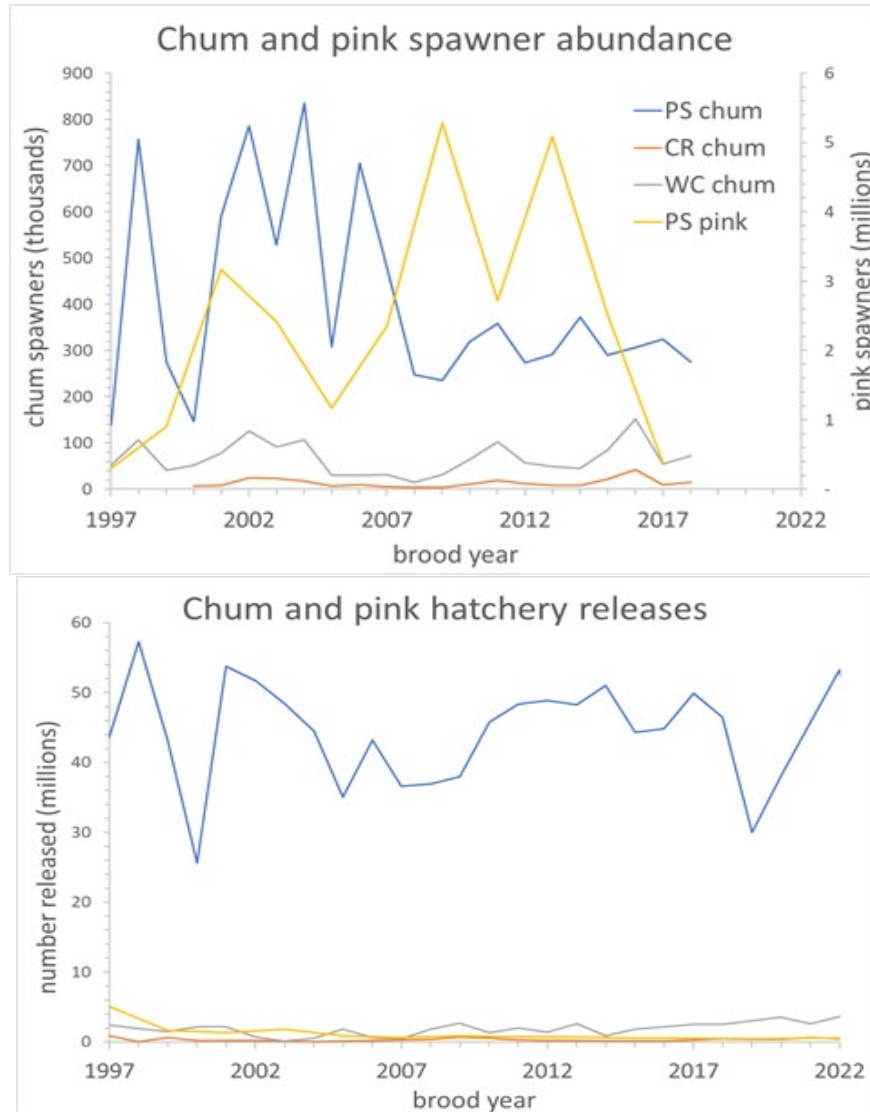 Chum and pink spawner abundance
900
800
700
600
500
400
300
200
100
0
chum spawners (thousands)
6
5
4
3
2
1
-
pink spawners (millions)
PS chum
CR chum
WC chum
PS pink
1997 2002 2007 2012 2017 2022
brood year
Chum and pink hatchery releases
60
50
40
30
20
10
0
number released (millions)
1997 2002 2007 2012 2017 2022
brood year